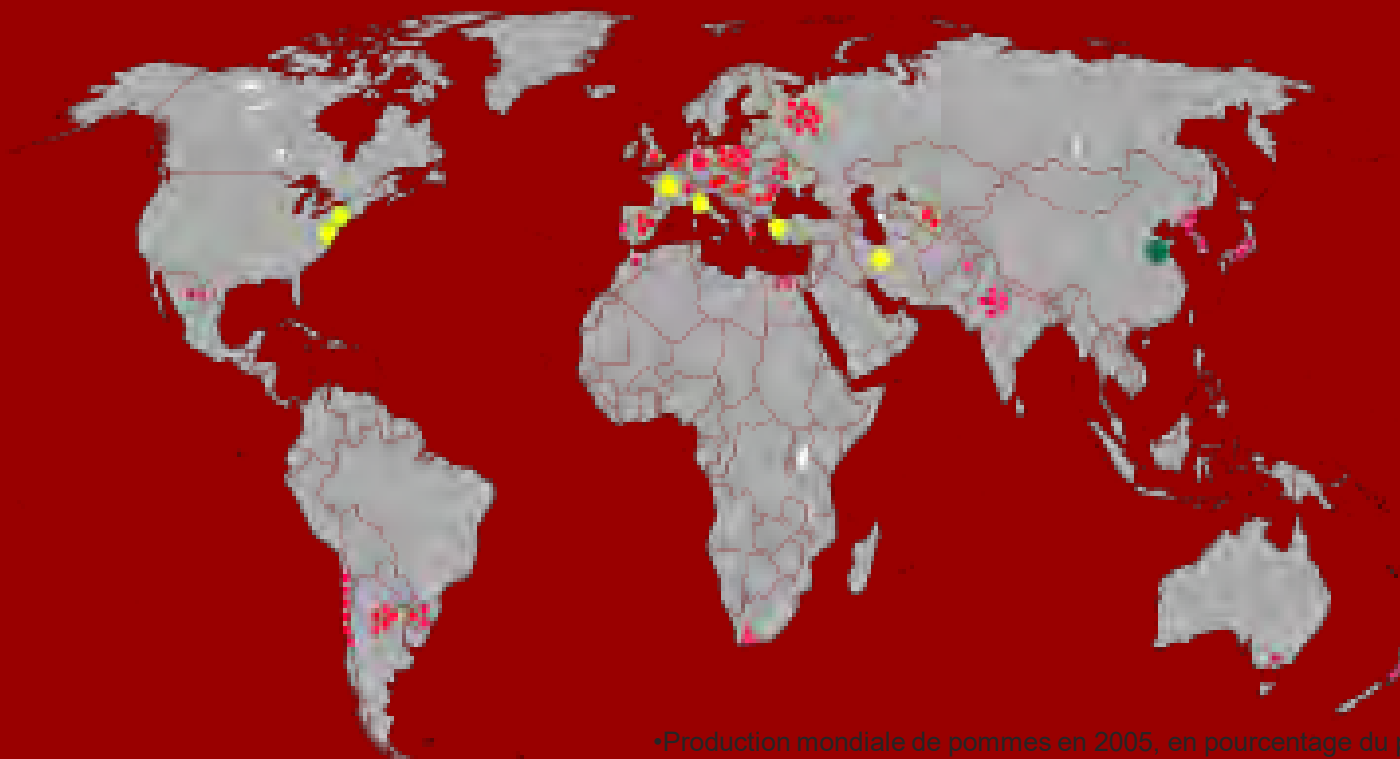 •Production mondiale de pommes en 2005, en pourcentage du p